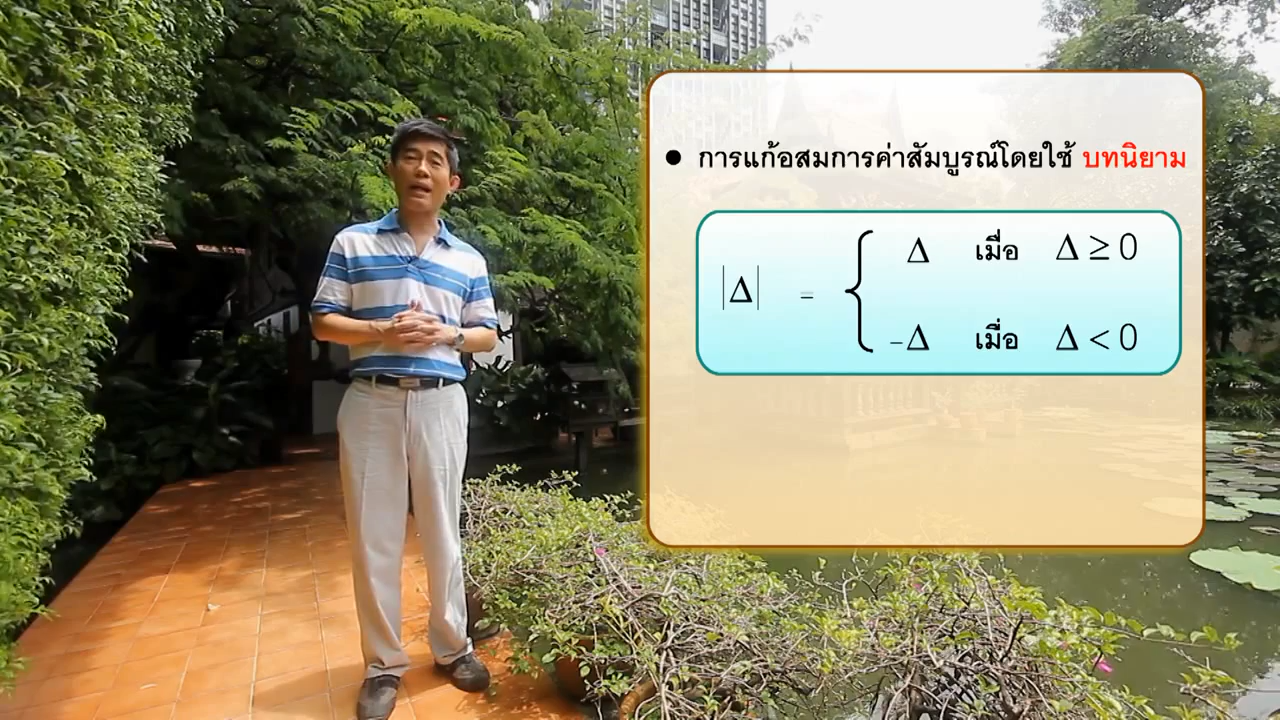 ● การแก้อสมการค่าสัมบูรณ์โดยใช้ บทนิยาม
|Δ| = { Δ เมื่อ Δ ≥ 0
-Δ เมื่อ Δ < 0